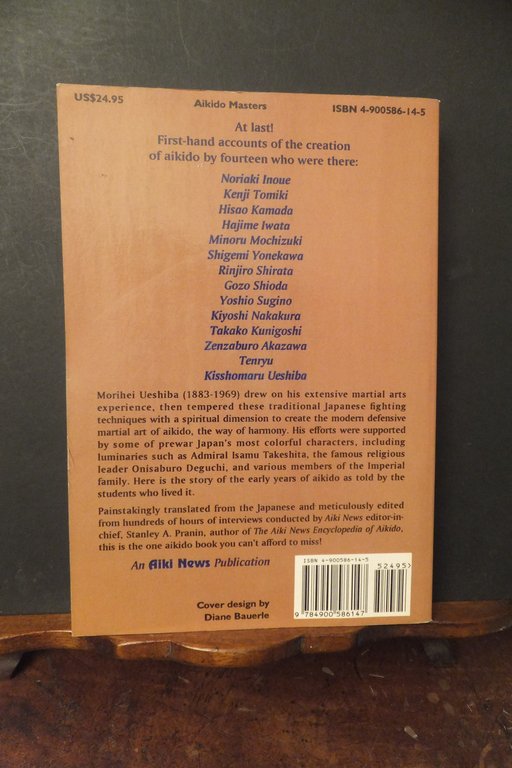 US$24.95
Aikido Masters
ISBN 4-900586-14-5
At last!
First-hand accounts of the creation
of aikido by fourteen who were there:
Noriaki Inoue
Kenji Tomiki
Hisao Kamada
Hajime Iwata
Minoru Mochizuki
Shigemi Yonekawa
Rinjiro Shirata
Gozo Shioda
Yoshio Sugino
Kiyoshi Nakakura
Takako Kunigoshi
Zenzaburo Akazawa
Tenryu
Kisshomaru Ueshiba
Morihei Ueshiba (1883-1969) drew on his extensive martial arts
experience, then tempered these traditional Japanese fighting
techniques with a spiritual dimension to create the modern defensive
martial art of aikido, the way of harmony. His efforts were supported
by some of prewar Japan's most colorful characters, including
luminaries such as Admiral Isamu Takeshita, the famous religious
leader Onisaburo Deguchi, and various members of the Imperial
family. Here is the story of the early years of aikido as told by the
students who lived it.
Painstakingly translated from the Japanese and meticulously edited
from hundreds of hours of interviews conducted by Aiki News editor-in-
chief, Stanley A. Pranin, author of The Aiki News Encyclopedia of Aikido,
this is the one aikido book you can't afford to miss!
An Aiki News Publication
Cover design by
Diane Bauerle
ISBN 4-900586-14-5
52495>
9 784900 586147